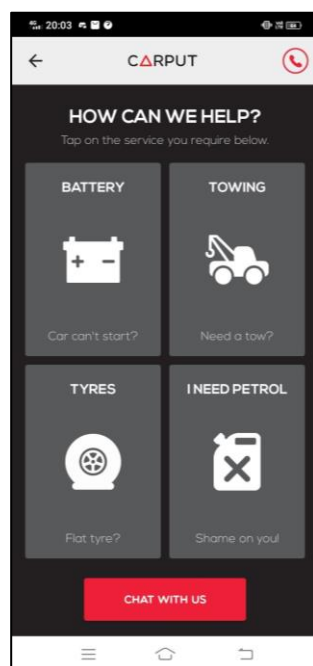 20:03
CARPUT
HOW CAN WE HELP?
Tap on the service you require below.
BATTERY
TOWING
Car can't start?
Need a tow?
TYRES
I NEED PETROL
Flat tyre?
Shame on you!
CHAT WITH US